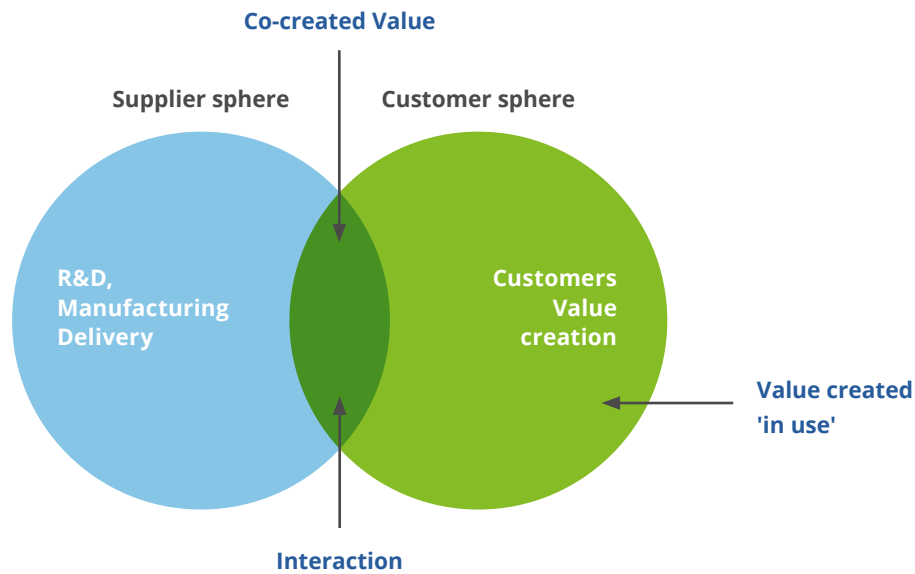 Co-created Value
Supplier sphere
Customer sphere
R&D,
Manufacturing
Delivery
Customers
Value
creation
Value created
'in use'
Interaction